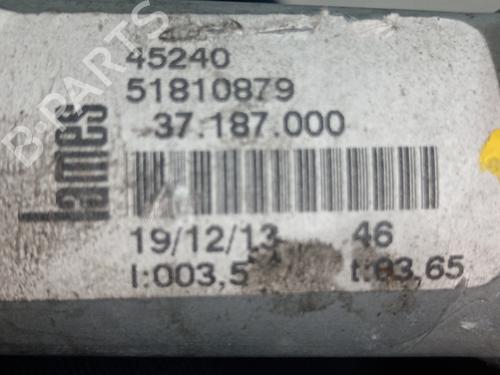 B-PARTS
45240
51810879
37.187.000
lames
19/12/13 46
I:003,5 t:03,65